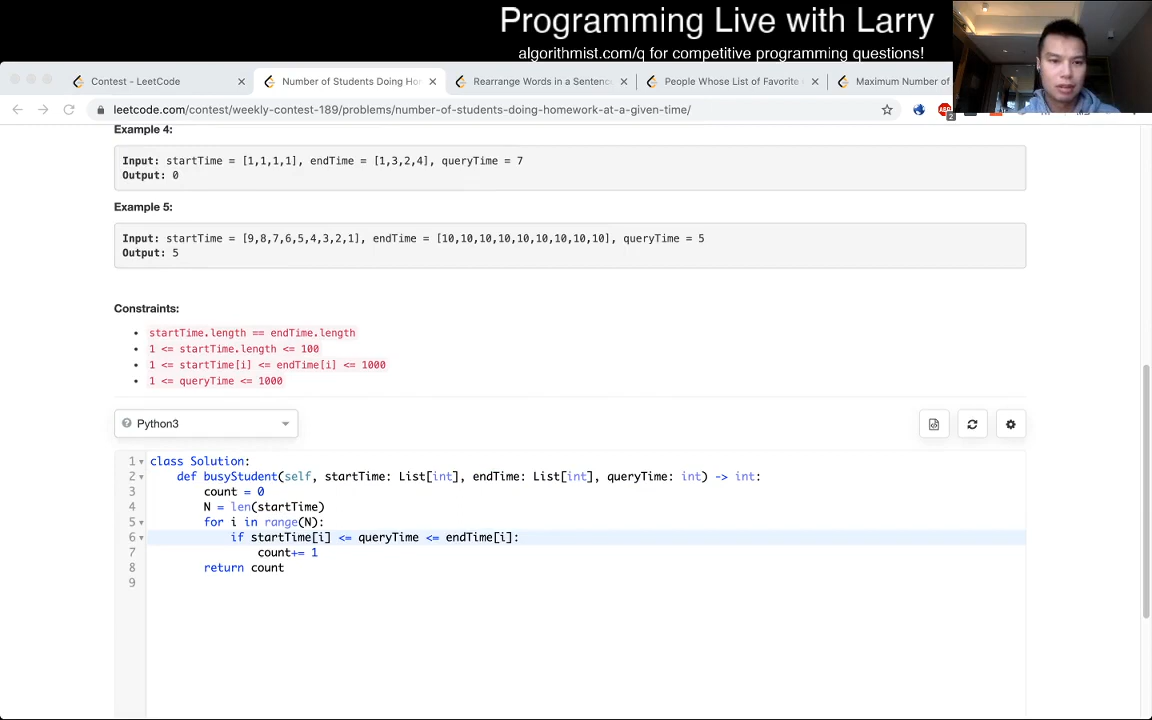 Programming Live with Larry
algorithmist.com/q for competitive programming questions!
Contest - LeetCode
Number of Students Doing Ho
Rearrange Words in a Sentenc
People Whose List of Favorite
Maximum Number of
leetcode.com/contest/weekly-contest-189/problems/number-of-students-doing-homework-at-a-given-time/
Example 4:
Input: startTime = [1,1,1,1], endTime = [1,3,2,4], queryTime = 7
Output: 0
Example 5:
Input: startTime = [9,8,7,6,5,4,3,2,1], endTime = [10,10,10,10,10,10,10,10,10], queryTime = 5
Output: 5
Constraints:
startTime.length == endTime.length
1 <= startTime.length <= 100
1 <= startTime[i] <= endTime[i] <= 1000
1 <= queryTime <= 1000
Python3
1 class Solution:
2 def busyStudent(self, startTime: List[int], endTime: List[int], queryTime: int) -> int:
3 count = 0
4 N = len(startTime)
5 for i in range(N):
6 if startTime[i] <= queryTime <= endTime[i]:
7 count+= 1
8 return count
9